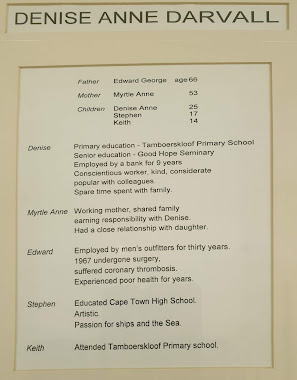 DENISE ANNE DARVALL
Father Edward George age 66
Mother Myrtle Anne 53
Children Denise Anne 25
Stephen 17
Keith 14
Denise Primary education - Tamboerskloof Primary School
Senior education - Good Hope Seminary
Employed by a bank for 9 years
Conscientious worker, kind, considerate
popular with colleagues.
Spare time spent with family.
Myrtle Anne Working mother, shared family
earning responsibility with Denise.
Had a close relationship with daughter.
Edward Employed by men's outfitters for thirty years.
1967 undergone surgery,
suffered coronary thrombosis.
Experienced poor health for years.
Stephen Educated Cape Town High School.
Artistic.
Passion for ships and the Sea.
Keith Attended Tamboerskloof Primary school.